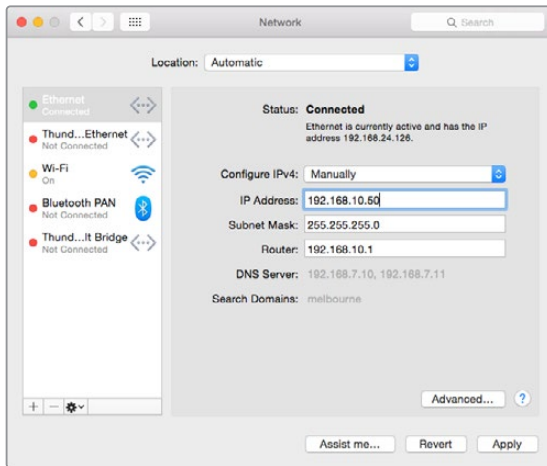 Network
Search
Location: Automatic
Ethernet
Connected
Thund...Ethernet
Not Connected
Wi-Fi
On
Bluetooth PAN
Not Connected
Thund...lt Bridge
Not Connected
Status: Connected
Ethernet is currently active and has the IP
address 192.168.24.126.
Configure IPv4: Manually
IP Address: 192.168.10.50
Subnet Mask: 255.255.255.0
Router: 192.168.10.1
DNS Server: 192.168.7.10, 192.168.7.11
Search Domains: melbourne
Advanced... ?
Assist me... Revert Apply